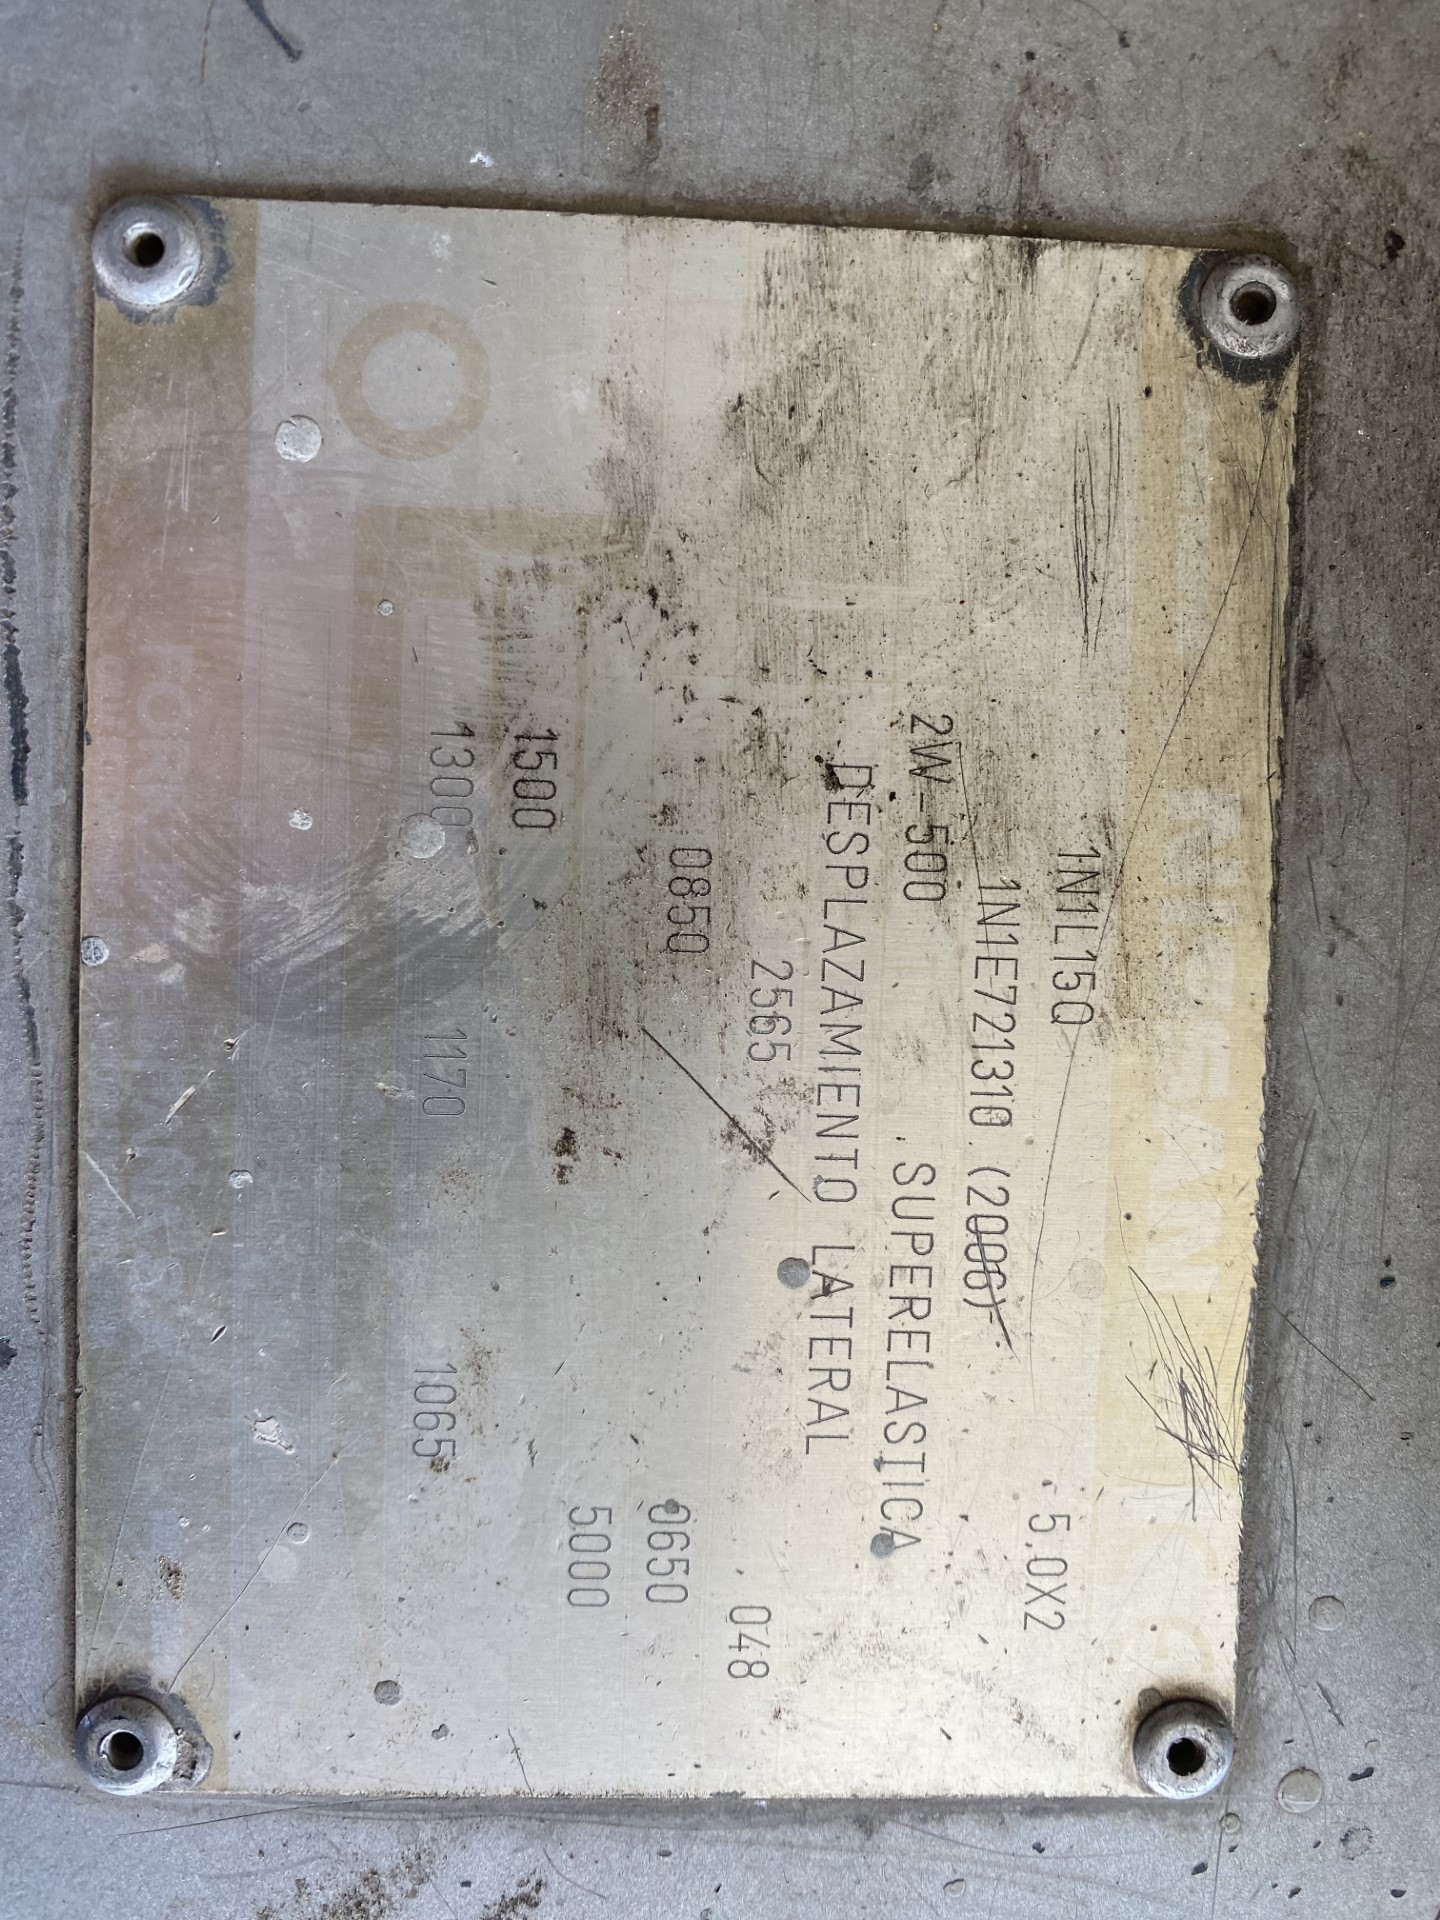 NISSAN
1N1L15Q 5.0X2
1N1E721310 (2006)
2W-500 SUPERELASTICA
DESPLAZAMIENTO LATERAL
2565 048
0850 0650
5000
1500
1300 1170 1065